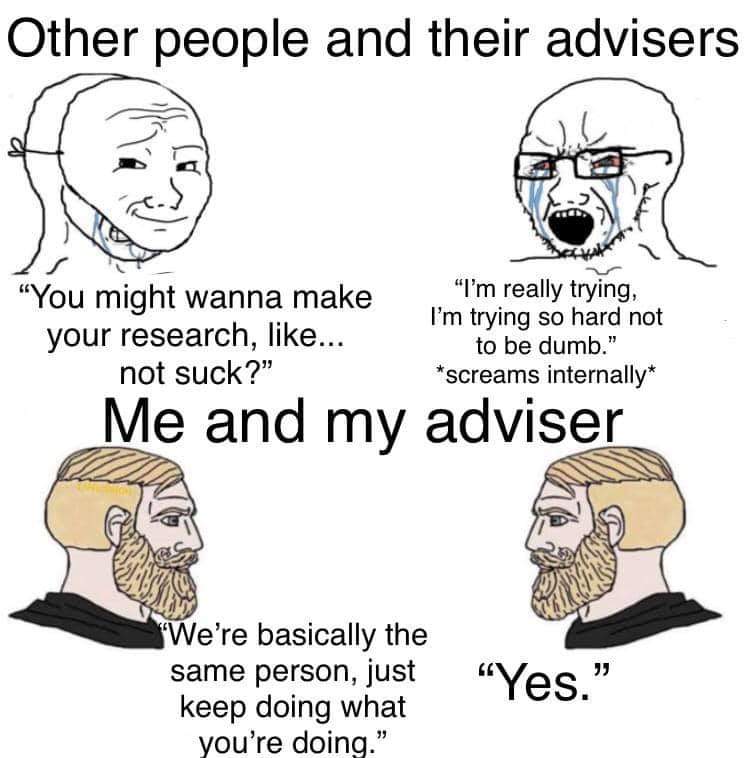 Other people and their advisers
“You might wanna make
your research, like...
not suck?”
“I’m really trying,
I’m trying so hard not
to be dumb.”
*screams internally*
Me and my adviser
“We’re basically the
same person, just
keep doing what
you’re doing.”
“Yes.”